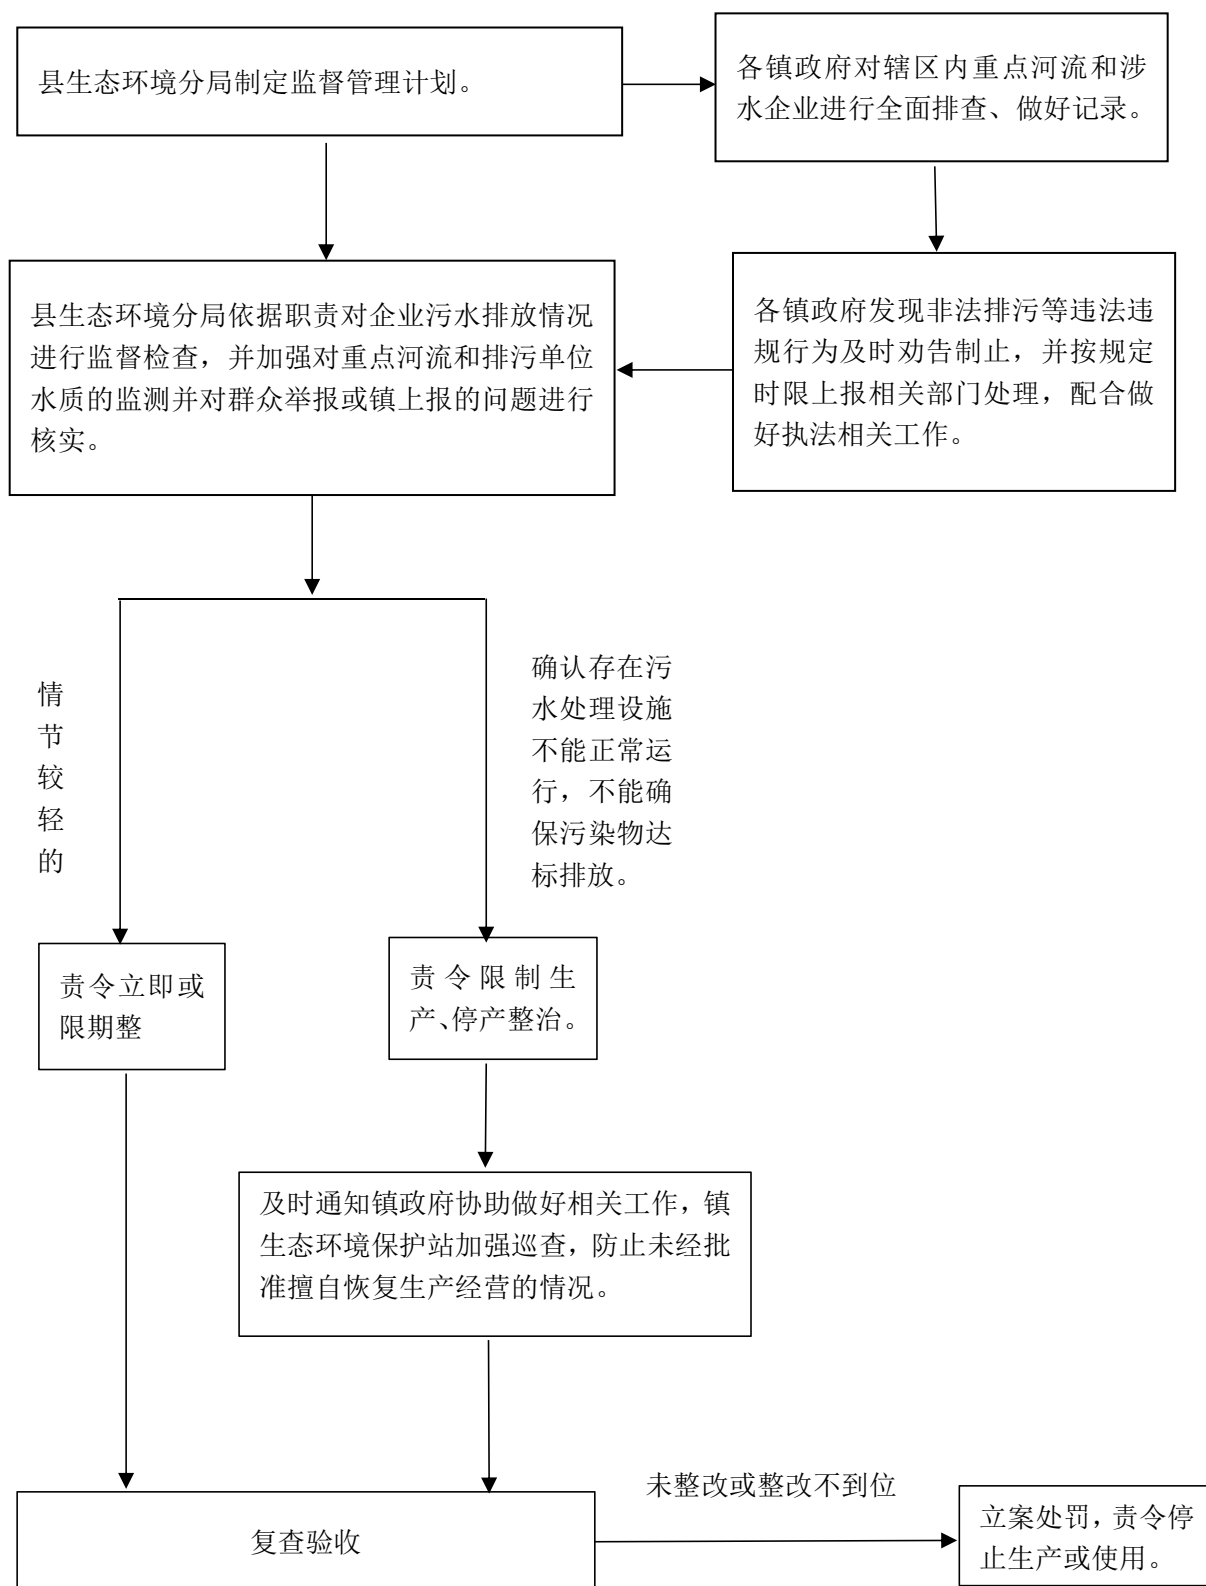 县生态环境分局制定监督管理计划。
各镇政府对辖区内重点河流和涉
水企业进行全面排查、做好记录。
县生态环境分局依据职责对企业污水排放情况
进行监督检查，并加强对重点河流和排污单位
水质的监测并对群众举报或镇上报的问题进行
核实。
各镇政府发现非法排污等违法违
规行为及时劝告制止，并按规定
时限上报相关部门处理，配合做
好执法相关工作。
情
节
较
轻
的
确认存在污
水处理设施
不能正常运
行，不能确
保污染物达
标排放。
责令立即或
限期整
责令限制生
产、停产整治。
及时通知镇政府协助做好相关工作，镇
生态环境保护站加强巡查，防止未经批
准擅自恢复生产经营的情况。
复查验收
未整改或整改不到位
立案处罚，责令停
止生产或使用。